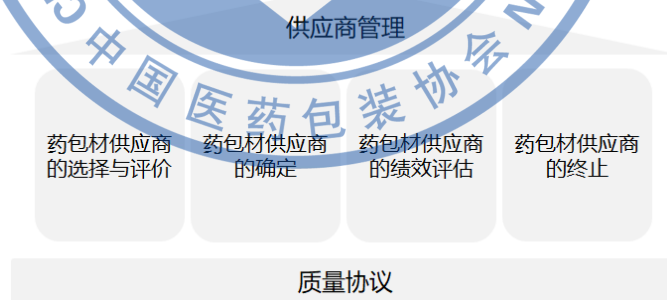 供应商管理
中国医药包装协会
药包材供应商
的选择与评价
药包材供应商
的确定
药包材供应商
的绩效评估
药包材供应商
的终止
质量协议